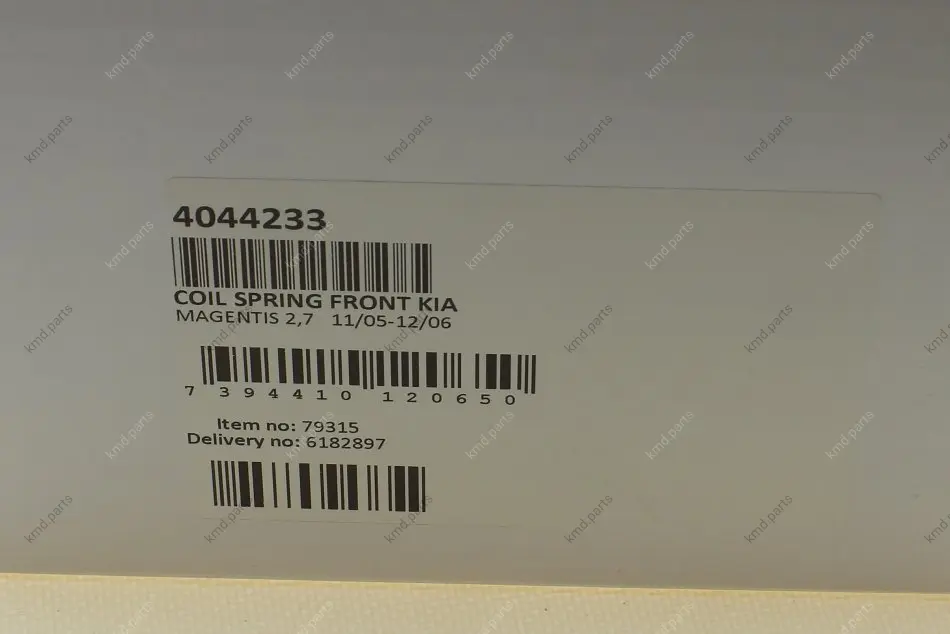 4044233
COIL SPRING FRONT KIA
MAGENTIS 2,7 11/05-12/06
7 394410 120650
Item no: 79315
Delivery no: 6182897
kmd.parts